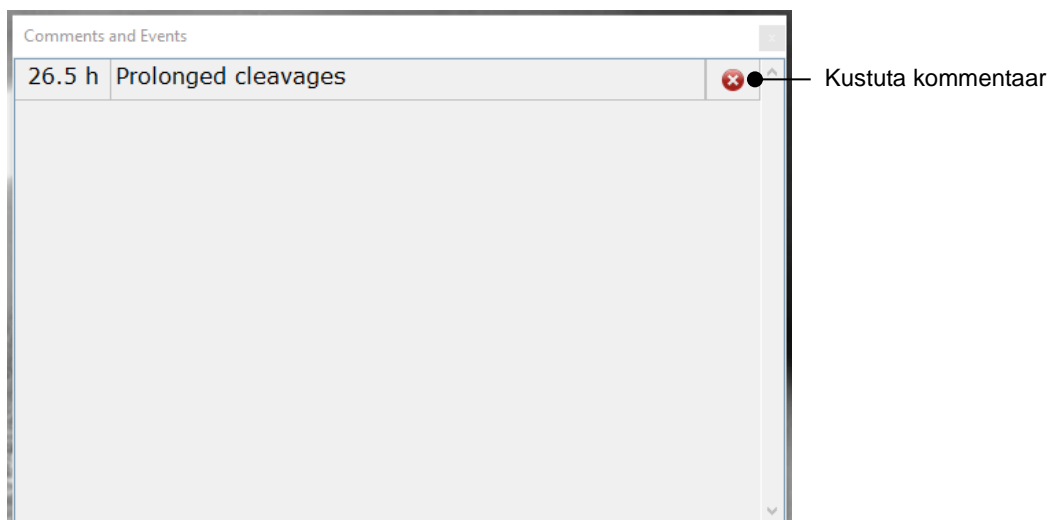 Comments and Events
26.5 h Prolonged cleavages
Kustuta kommentaar